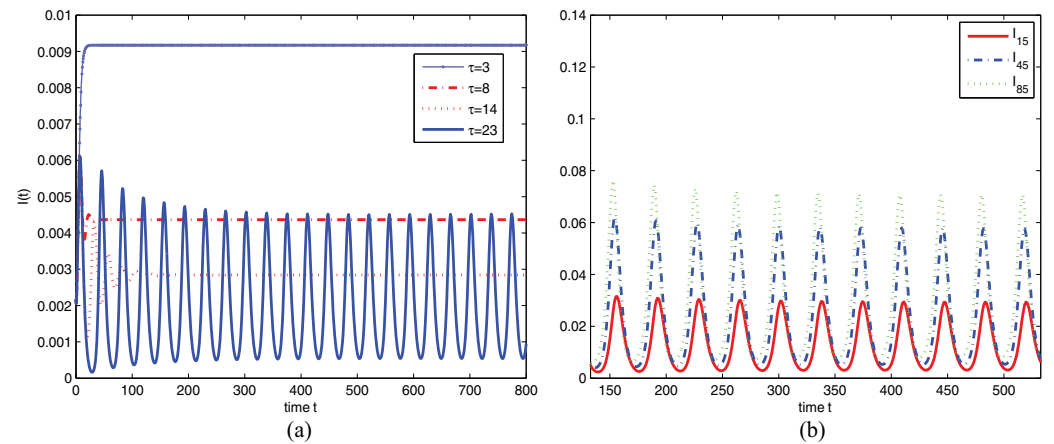 0.01
0.009
0.008
0.007
0.006
0.005
0.004
0.003
0.002
0.001
0
I(t)
0 100 200 300 400 500 600 700 800
time t
τ=3
τ=8
τ=14
τ=23
(a)
0.14
0.12
0.1
0.08
0.06
0.04
0.02
0
150 200 250 300 350 400 450 500
time t
I15
I45
I85
(b)